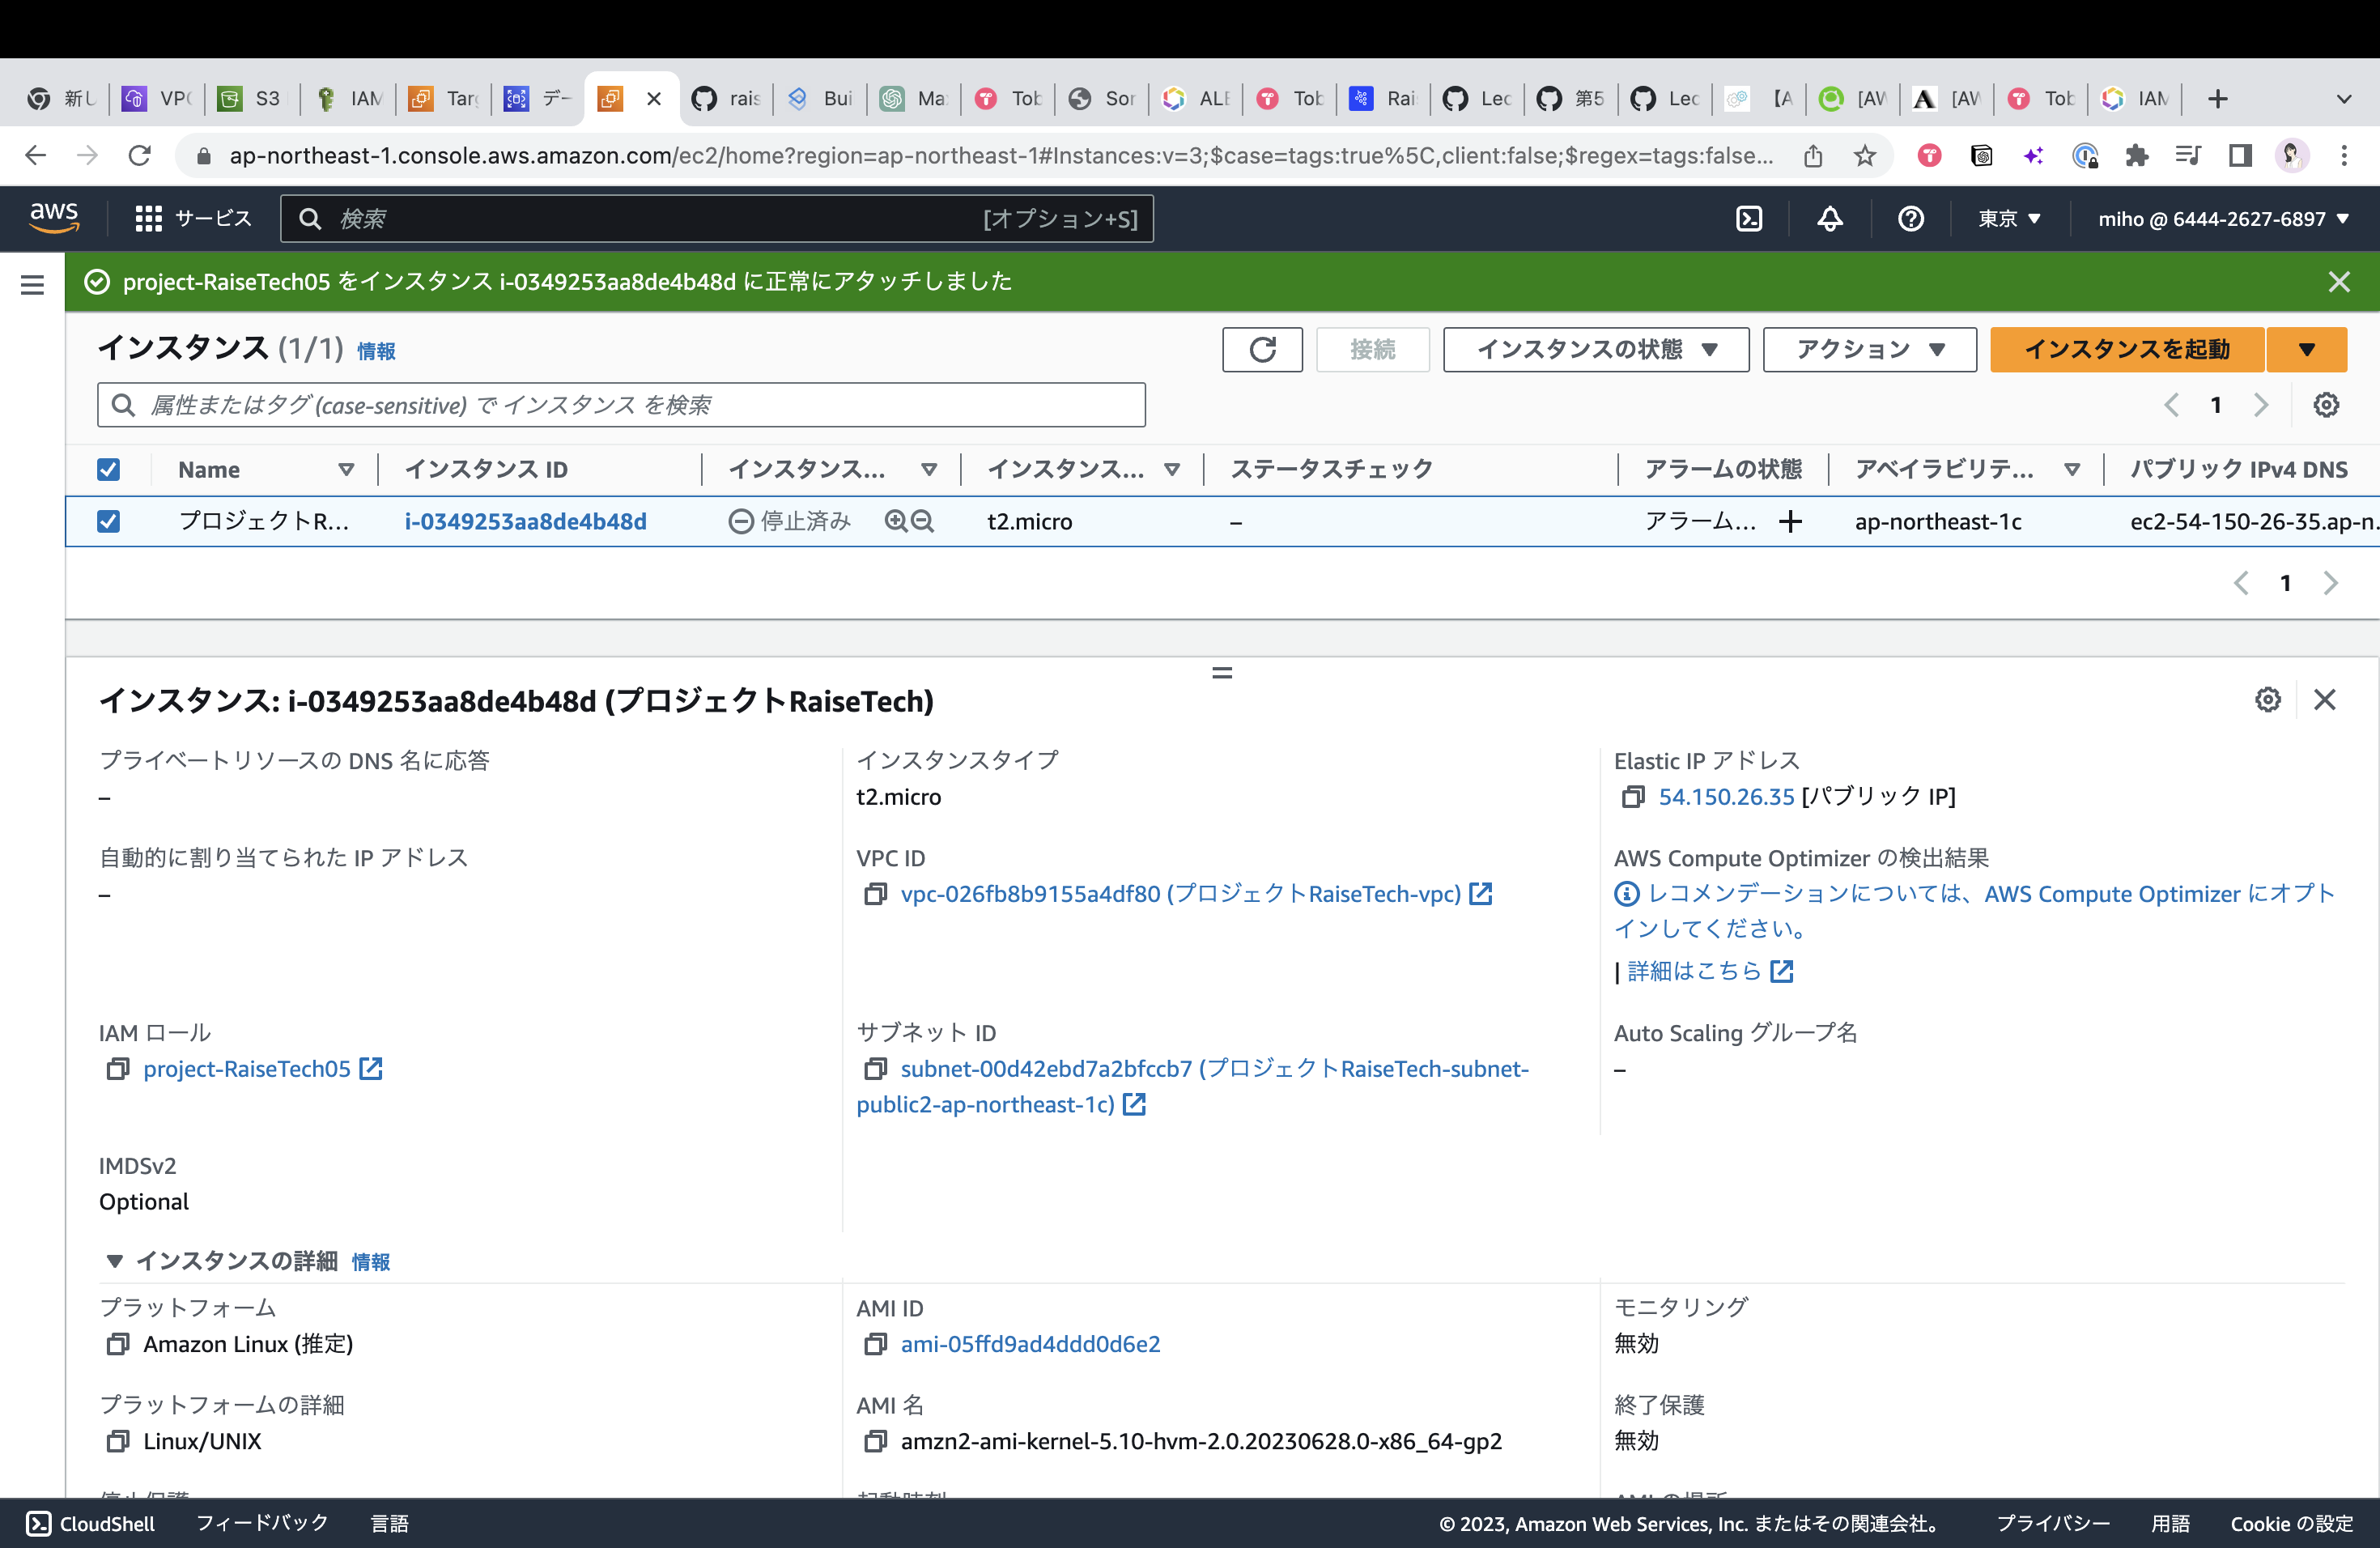 新し
VPC
S3
IAM
Targ
デー
rais
Bui
Ma
Tob
Sor
ALB
Tob
Rai
Lec
第5
Lec
【A
[AW
[AW
Tob
IAM
ap-northeast-1.console.aws.amazon.com/ec2/home?region=ap-northeast-1#Instances:v=3;$case=tags:true%5C,client:false;$regex=tags:false...
aws
サービス
検索
[オプション+S]
東京
miho @ 6444-2627-6897
project-RaiseTech05 をインスタンス i-0349253aa8de4b48d に正常にアタッチしました
インスタンス (1/1) 情報
接続
インスタンスの状態
アクション
インスタンスを起動
属性またはタグ (case-sensitive) で インスタンス を検索
1
Name インスタンス ID インスタンス... インスタンス... ステータスチェック アラームの状態 アベイラビリテ... パブリック IPv4 DNS
プロジェクトR... i-0349253aa8de4b48d 停止済み t2.micro – アラーム... + ap-northeast-1c ec2-54-150-26-35.ap-n.
1
インスタンス: i-0349253aa8de4b48d (プロジェクトRaiseTech)
プライベートリソースの DNS 名に応答
–
インスタンスタイプ
t2.micro
Elastic IP アドレス
54.150.26.35 [パブリック IP]
自動的に割り当てられた IP アドレス
–
VPC ID
vpc-026fb8b9155a4df80 (プロジェクトRaiseTech-vpc)
AWS Compute Optimizer の検出結果
レコメンデーションについては、AWS Compute Optimizer にオプト
インしてください。
| 詳細はこちら
IAM ロール
project-RaiseTech05
サブネット ID
subnet-00d42ebd7a2bfccb7 (プロジェクトRaiseTech-subnet-
public2-ap-northeast-1c)
Auto Scaling グループ名
–
IMDSv2
Optional
インスタンスの詳細 情報
プラットフォーム
Amazon Linux (推定)
AMI ID
ami-05ffd9ad4ddd0d6e2
モニタリング
無効
プラットフォームの詳細
Linux/UNIX
AMI 名
amzn2-ami-kernel-5.10-hvm-2.0.20230628.0-x86_64-gp2
終了保護
無効
停止保護
起動時刻
AMI の場所
CloudShell
フィードバック
言語
© 2023, Amazon Web Services, Inc. またはその関連会社。
プライバシー
用語
Cookie の設定